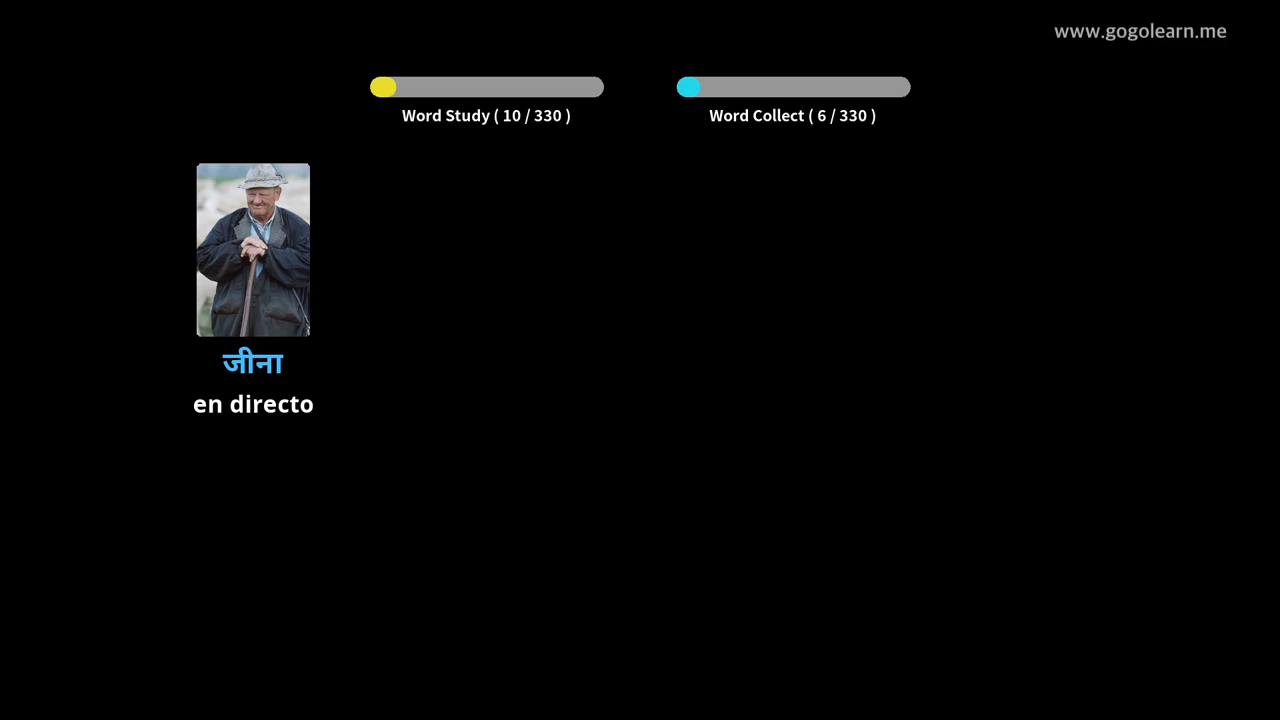 www.gogolearn.me
Word Study ( 10 / 330 )
Word Collect ( 6 / 330 )
जीना
en directo